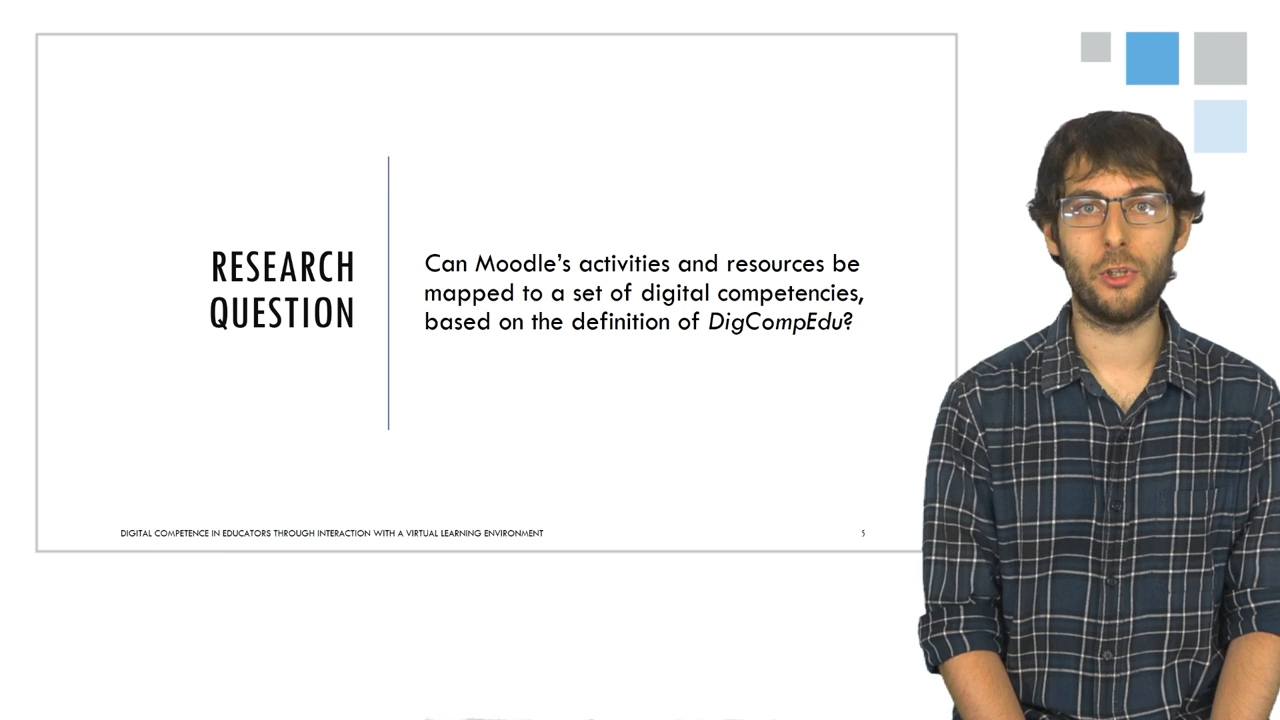 RESEARCH
QUESTION
Can Moodle’s activities and resources be
mapped to a set of digital competencies,
based on the definition of DigCompEdu?
DIGITAL COMPETENCE IN EDUCATORS THROUGH INTERACTION WITH A VIRTUAL LEARNING ENVIRONMENT
5